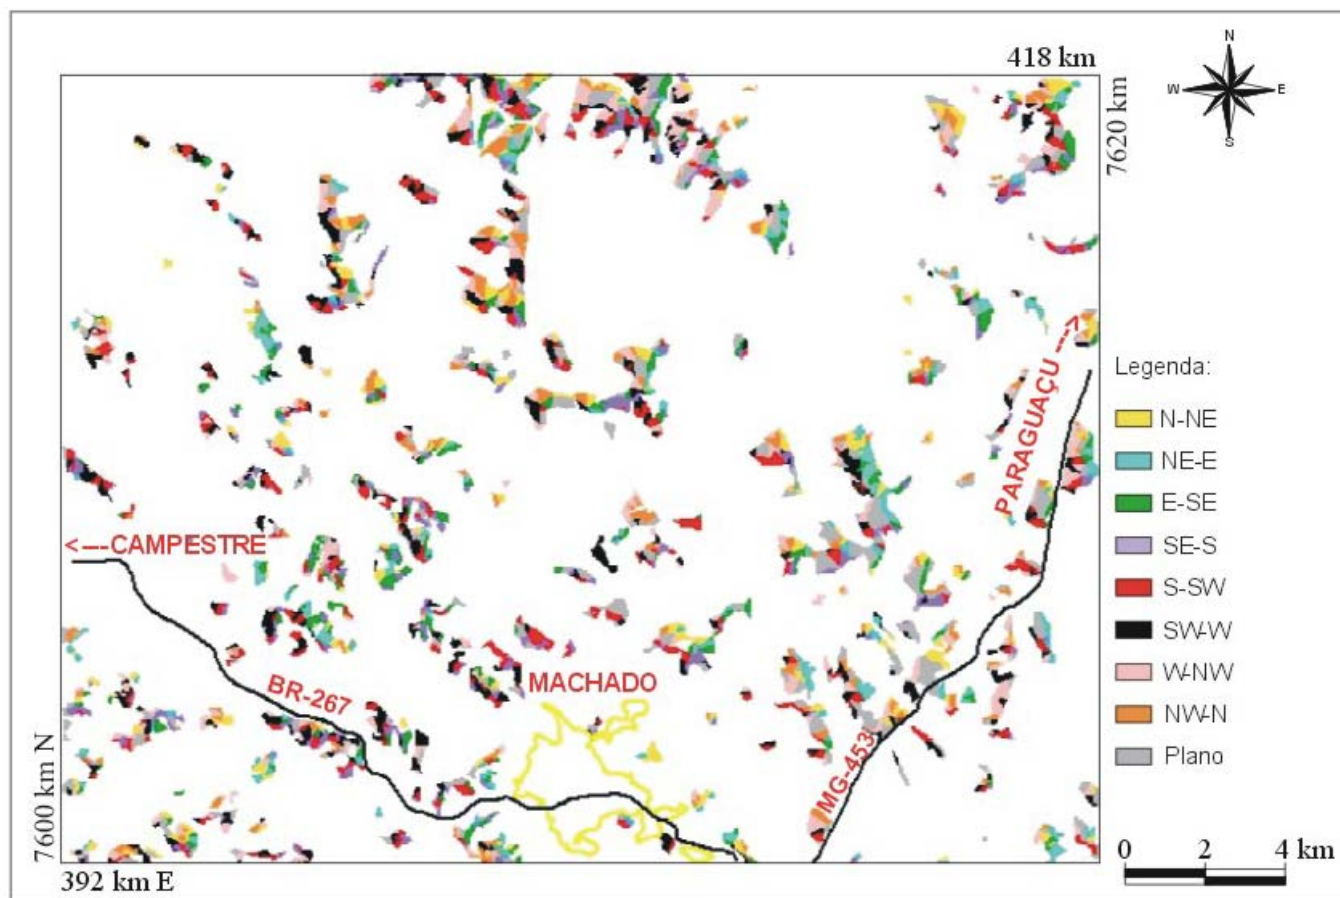 N
W E
S
418 km
7620 km
PARAGUAÇU --->
<---CAMPESTRE
BR-267
MACHADO
MG-453
7600 km N
392 km E
Legenda:
N-NE
NE-E
E-SE
SE-S
S-SW
SW-W
W-NW
NW-N
Plano
0 2 4 km